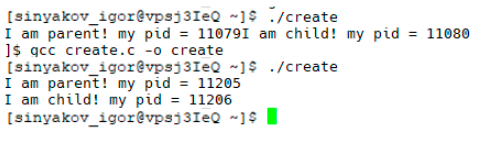 [sinyakov_igor@vpsj3IeQ ~]$ ./create
I am parent! my pid = 11079I am child! my pid = 11080
]$ gcc create.c -o create
[sinyakov_igor@vpsj3IeQ ~]$ ./create
I am parent! my pid = 11205
I am child! my pid = 11206
[sinyakov_igor@vpsj3IeQ ~]$